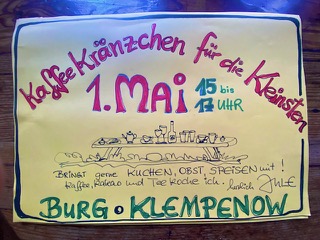 Kaffee Kränzchen für die Kleinsten
1. MAI 15 bis 17 UHR
BRINGT gerne KUCHEN, OBST, SPEISEN mit!
Kaffee, Kakao und Tee koche ich.
BURG KLEMPENOW